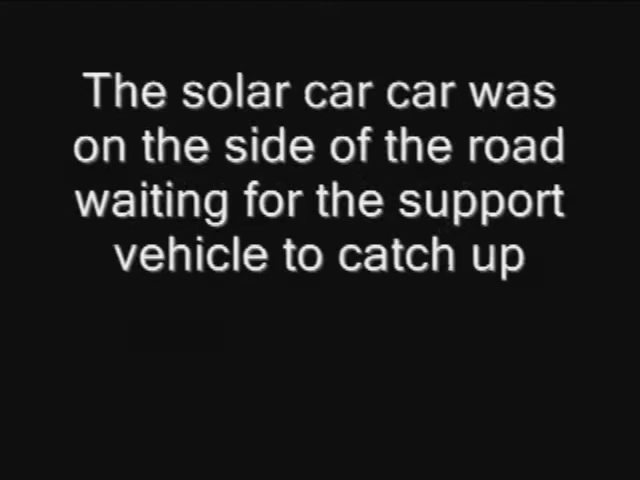 The solar car car was
on the side of the road
waiting for the support
vehicle to catch up